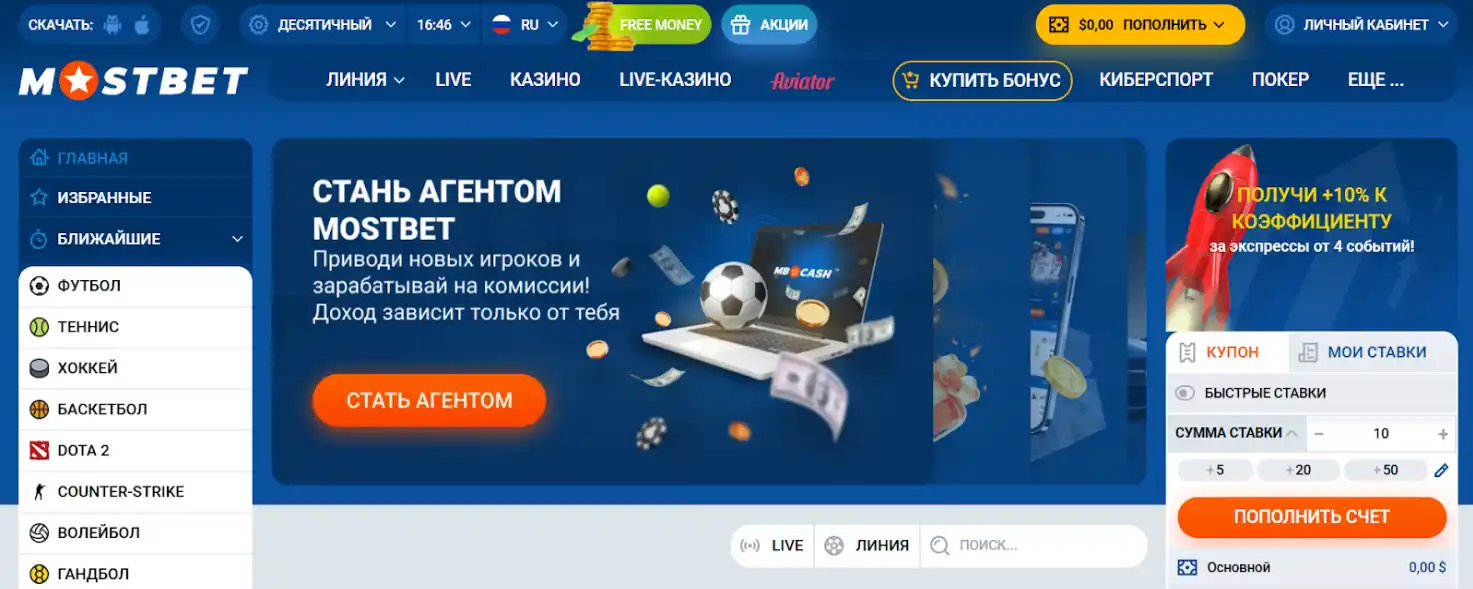 СКАЧАТЬ:
ДЕСЯТИЧНЫЙ
16:46
RU
FREE MONEY
АКЦИИ
$0,00 ПОПОЛНИТЬ
ЛИЧНЫЙ КАБИНЕТ
MOSTBET
ЛИНИЯ
LIVE
КАЗИНО
LIVE-КАЗИНО
Aviator
КУПИТЬ БОНУС
КИБЕРСПОРТ
ПОКЕР
ЕЩЕ ...
ГЛАВНАЯ
ИЗБРАННЫЕ
БЛИЖАЙШИЕ
ФУТБОЛ
ТЕННИС
ХОККЕЙ
БАСКЕТБОЛ
DOTA 2
COUNTER-STRIKE
ВОЛЕЙБОЛ
ГАНДБОЛ
СТАНЬ АГЕНТОМ
MOSTBET
Приводи новых игроков и
зарабатывай на комиссии!
Доход зависит только от тебя
СТАТЬ АГЕНТОМ
MBCASH
LIVE
ЛИНИЯ
ПОИСК...
ПОЛУЧИ +10% К
КОЭФФИЦИЕНТУ
за экспрессы от 4 событий!
КУПОН
МОИ СТАВКИ
БЫСТРЫЕ СТАВКИ
СУММА СТАВКИ
− 10 +
+5 +20 +50
ПОПОЛНИТЬ СЧЕТ
Основной 0,00 $